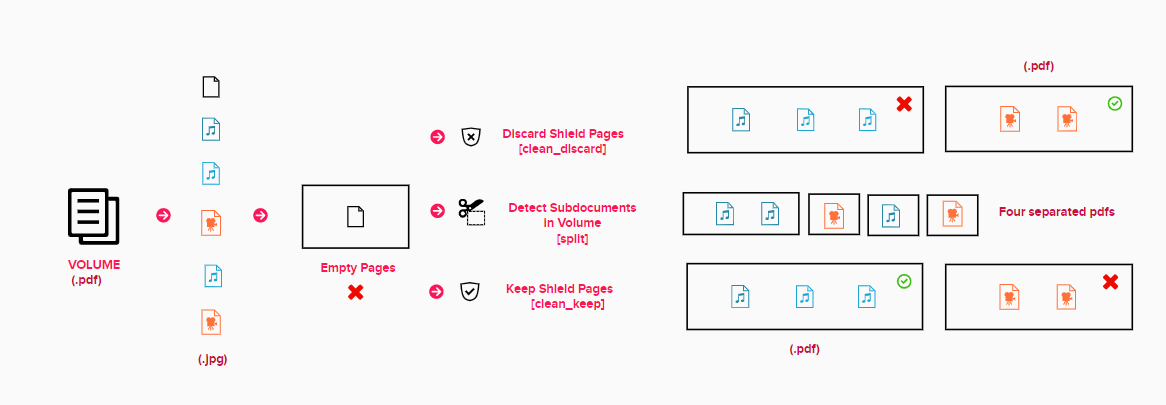 VOLUME
(.pdf)
(.jpg)
Empty Pages
Discard Shield Pages
[clean_discard]
Detect Subdocuments
in Volume
[split]
Keep Shield Pages
[clean_keep]
(.pdf)
Four separated pdfs
(.pdf)